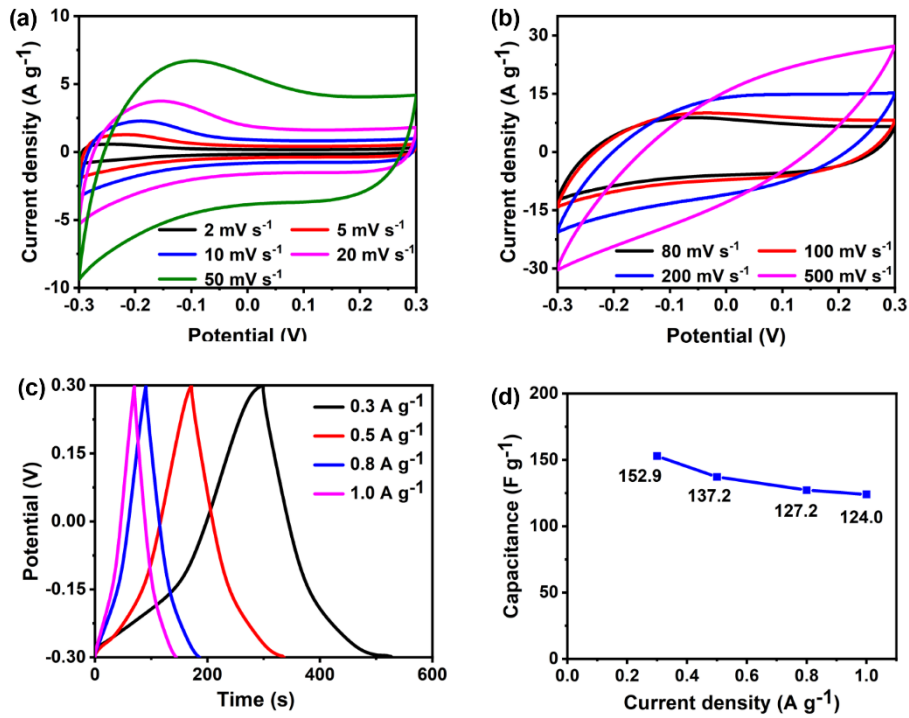 (a)
Current density (A g⁻¹)
10
5
0
-5
-10
2 mV s⁻¹ 5 mV s⁻¹
10 mV s⁻¹ 20 mV s⁻¹
50 mV s⁻¹
-0.3 -0.2 -0.1 0.0 0.1 0.2 0.3
Potential (V)
(b)
Current density (A g⁻¹)
30
15
0
-15
-30
80 mV s⁻¹ 100 mV s⁻¹
200 mV s⁻¹ 500 mV s⁻¹
-0.3 -0.2 -0.1 0.0 0.1 0.2 0.3
Potential (V)
(c)
Potential (V)
0.30
0.15
0.00
-0.15
-0.30
0.3 A g⁻¹
0.5 A g⁻¹
0.8 A g⁻¹
1.0 A g⁻¹
0 200 400 600
Time (s)
(d)
Capacitance (F g⁻¹)
200
150
100
50
0
152.9
137.2
127.2
124.0
0.0 0.2 0.4 0.6 0.8 1.0
Current density (A g⁻¹)